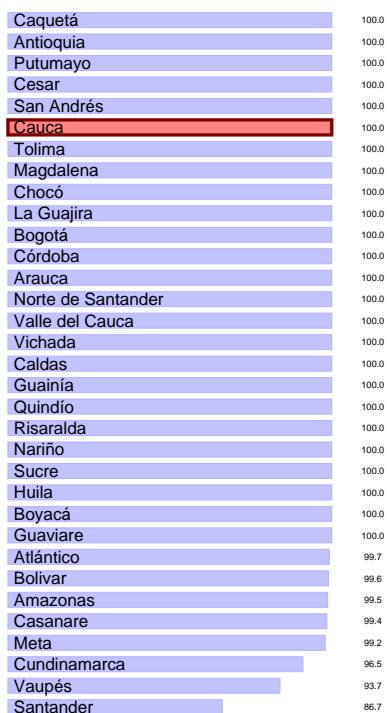 Caquetá 100.0
Antioquia 100.0
Putumayo 100.0
Cesar 100.0
San Andrés 100.0
Cauca 100.0
Tolima 100.0
Magdalena 100.0
Chocó 100.0
La Guajira 100.0
Bogotá 100.0
Córdoba 100.0
Arauca 100.0
Norte de Santander 100.0
Valle del Cauca 100.0
Vichada 100.0
Caldas 100.0
Guainía 100.0
Quindío 100.0
Risaralda 100.0
Nariño 100.0
Sucre 100.0
Huila 100.0
Boyacá 100.0
Guaviare 100.0
Atlántico 99.7
Bolivar 99.6
Amazonas 99.5
Casanare 99.4
Meta 99.2
Cundinamarca 96.5
Vaupés 93.7
Santander 86.7